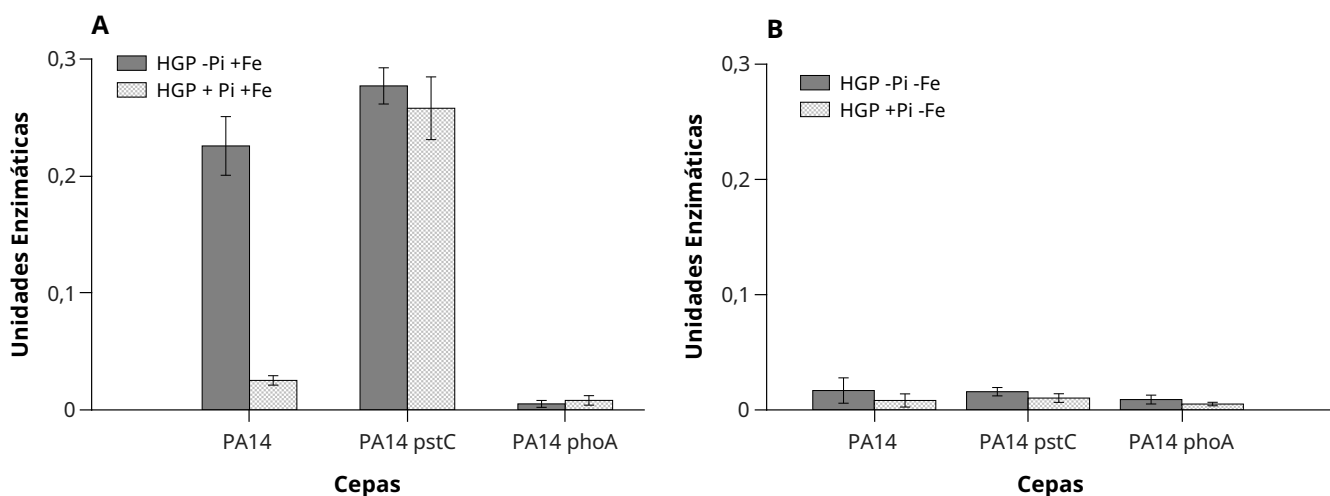 A
HGP -Pi +Fe
HGP + Pi +Fe
0,3
0,2
0,1
0
Unidades Enzimáticas
PA14
PA14 pstC
PA14 phoA
Cepas
B
HGP -Pi -Fe
HGP +Pi -Fe
0,3
0,2
0,1
0
Unidades Enzimáticas
PA14
PA14 pstC
PA14 phoA
Cepas